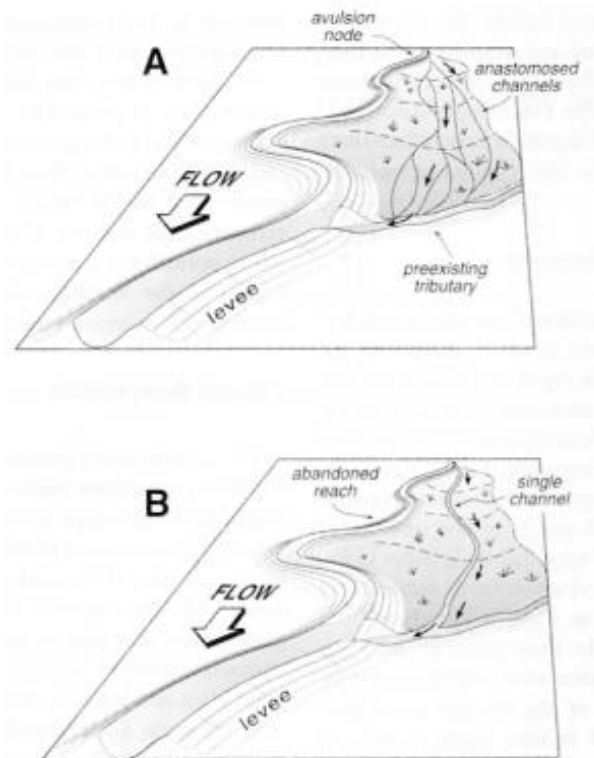 A
avulsion
node
anastomosed
channels
FLOW
preexisting
tributary
levee
B
abandoned
reach
single
channel
FLOW
levee